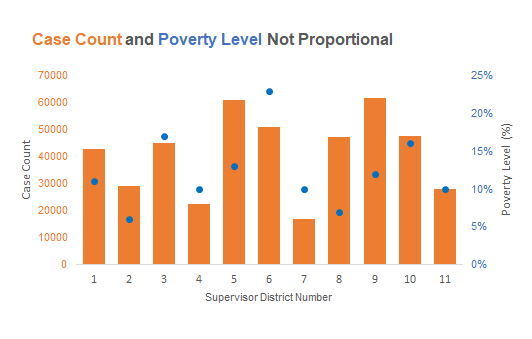 Case Count and Poverty Level Not Proportional
70000
60000
50000
40000
30000
20000
10000
0
Case Count
25%
20%
15%
10%
5%
0%
Poverty Level (%)
1 2 3 4 5 6 7 8 9 10 11
Supervisor District Number